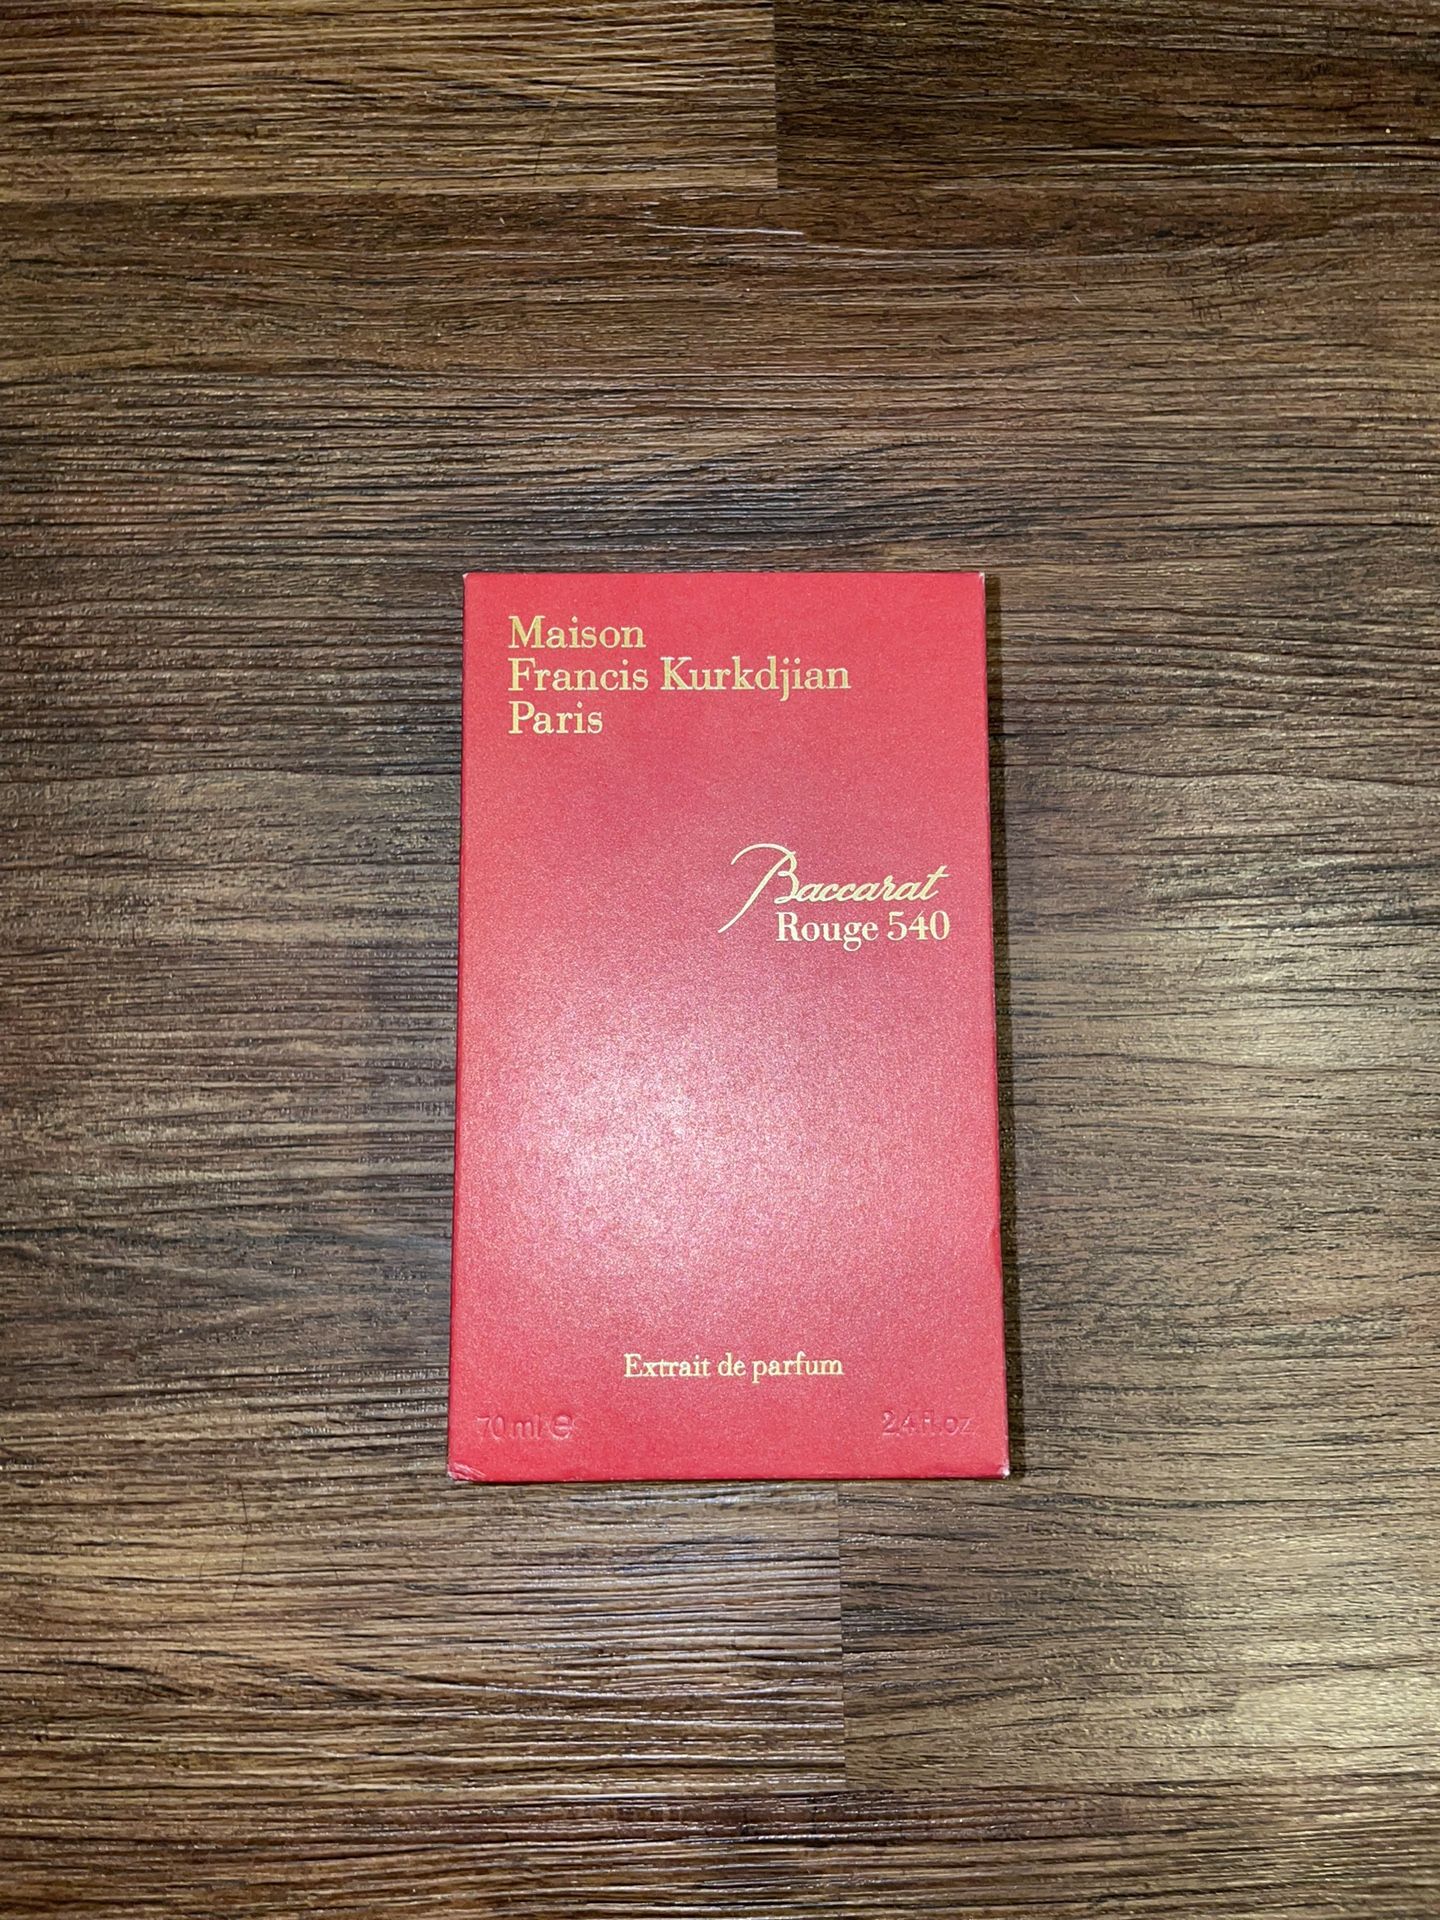 Maison
Francis Kurkdjian
Paris
Baccarat
Rouge 540
Extrait de parfum
70 ml ℮ 2.4 fl.oz